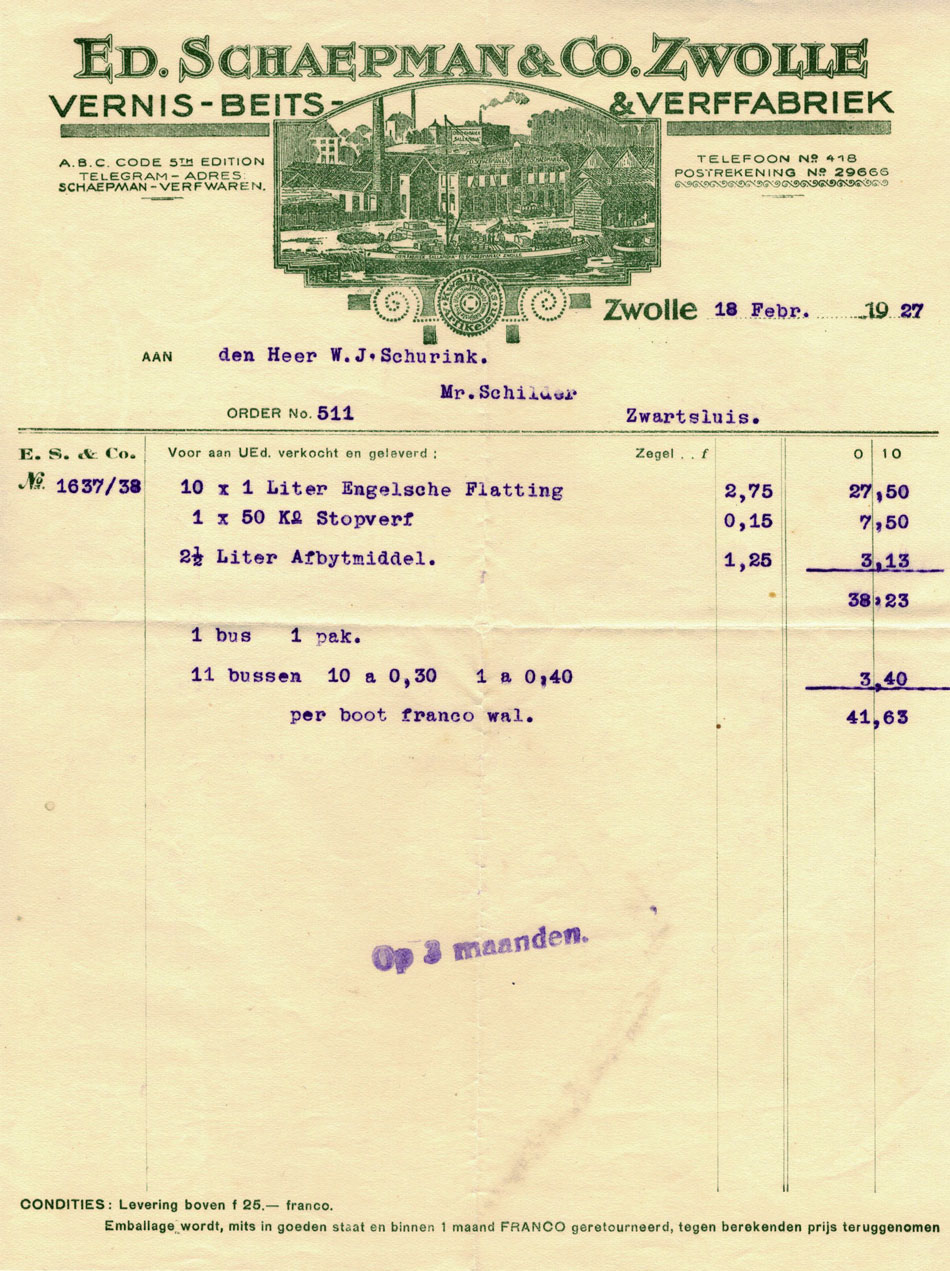 ED. SCHAEPMAN & CO. ZWOLLE
VERNIS-BEITS- & VERFFABRIEK
A.B.C. CODE 5TH EDITION
TELEGRAM-ADRES:
SCHAEPMAN-VERFWAREN.
TELEFOON No 418
POSTREKENING No 29666
Zwolle 18 Febr. 1927
AAN den Heer W.J.Schurink.
Mr.Schilder
ORDER No. 511 Zwartsluis.
E. S. & Co. Voor aan UEd. verkocht en geleverd ; Zegel . . f 0 10
No. 1637/38 10 x 1 Liter Engelsche Flatting 2,75 27,50
1 x 50 Kg Stopverf 0,15 7,50
2½ Liter Afbytmiddel. 1,25 3,13
38,23
1 bus 1 pak.
11 bussen 10 a 0,30 1 a 0,40 3,40
per boot franco wal. 41,63
Op 3 maanden.
CONDITIES: Levering boven f 25.— franco.
Emballage wordt, mits in goeden staat en binnen 1 maand FRANCO geretourneerd, tegen berekenden prijs teruggenomen